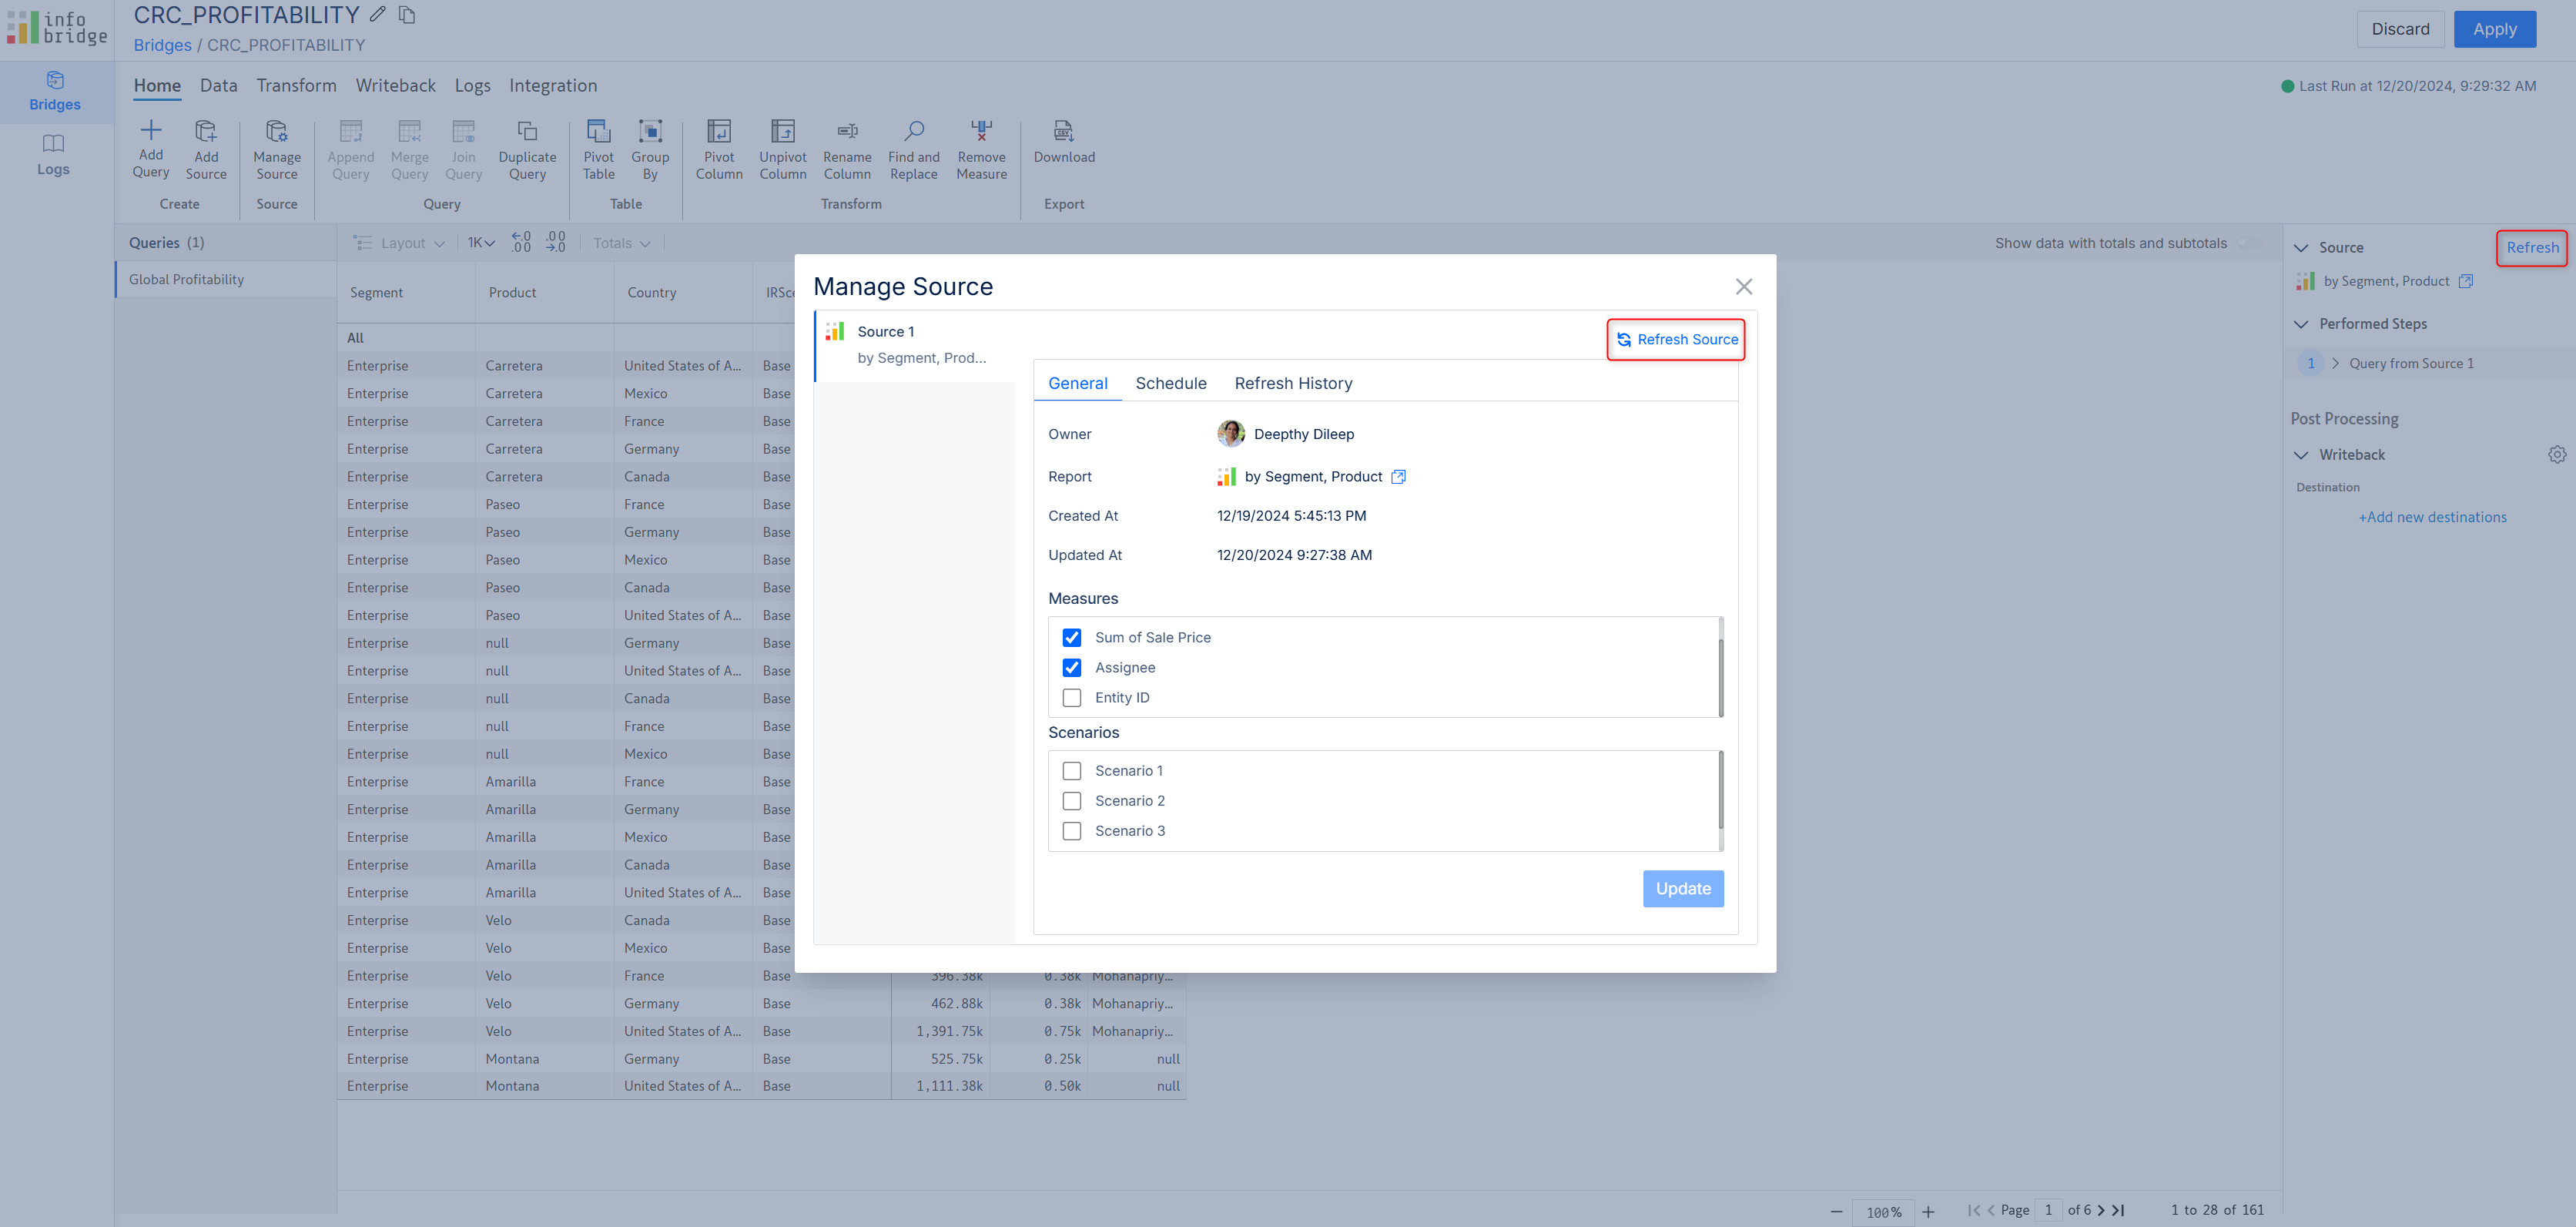 info
bridge
CRC_PROFITABILITY
Bridges / CRC_PROFITABILITY
Discard
Apply
Bridges
Logs
Home Data Transform Writeback Logs Integration
Last Run at 12/20/2024, 9:29:32 AM
Add Query
Add Source
Manage Source
Append Query
Merge Query
Join Query
Duplicate Query
Pivot Table
Group By
Pivot Column
Unpivot Column
Rename Column
Find and Replace
Remove Measure
Download
Create Source Query Table Transform Export
Queries (1)
Global Profitability
Layout 1K Totals
Show data with totals and subtotals
Segment Product Country IRSce
All
Enterprise Carretera United States of A... Base
Enterprise Carretera Mexico Base
Enterprise Carretera France Base
Enterprise Carretera Germany Base
Enterprise Carretera Canada Base
Enterprise Paseo France Base
Enterprise Paseo Germany Base
Enterprise Paseo Mexico Base
Enterprise Paseo Canada Base
Enterprise Paseo United States of A... Base
Enterprise null Germany Base
Enterprise null United States of A... Base
Enterprise null Canada Base
Enterprise null France Base
Enterprise null Mexico Base
Enterprise Amarilla France Base
Enterprise Amarilla Germany Base
Enterprise Amarilla Mexico Base
Enterprise Amarilla Canada Base
Enterprise Amarilla United States of A... Base
Enterprise Velo Canada Base
Enterprise Velo Mexico Base
Enterprise Velo France Base 396.38k 0.38k Mohanapriy...
Enterprise Velo Germany Base 462.88k 0.38k Mohanapriy...
Enterprise Velo United States of A... Base 1,391.75k 0.75k Mohanapriy...
Enterprise Montana Germany Base 525.75k 0.25k null
Enterprise Montana United States of A... Base 1,111.38k 0.50k null
Manage Source
Source 1
by Segment, Prod...
Refresh Source
General Schedule Refresh History
Owner Deepthy Dileep
Report by Segment, Product
Created At 12/19/2024 5:45:13 PM
Updated At 12/20/2024 9:27:38 AM
Measures
Sum of Sale Price
Assignee
Entity ID
Scenarios
Scenario 1
Scenario 2
Scenario 3
Update
Source Refresh
by Segment, Product
Performed Steps
1 Query from Source 1
Post Processing
Writeback
Destination
+Add new destinations
100%
Page 1 of 6
1 to 28 of 161